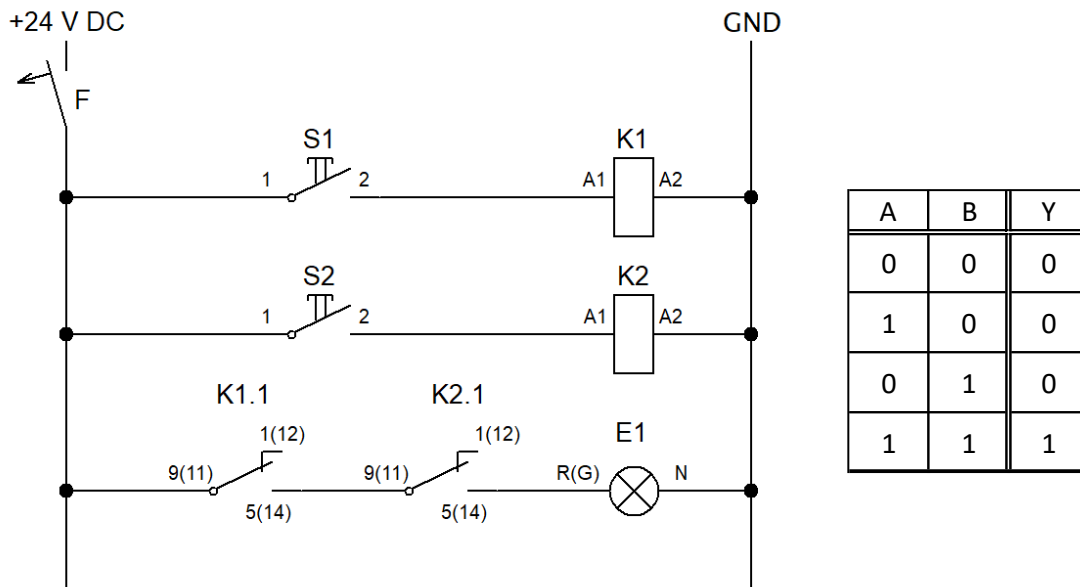 +24 V DC
GND
F
S1
K1
1
2
A1
A2
S2
K2
1
2
A1
A2
K1.1
K2.1
E1
1(12)
1(12)
9(11)
9(11)
R(G)
N
5(14)
5(14)
A B Y
0 0 0
1 0 0
0 1 0
1 1 1